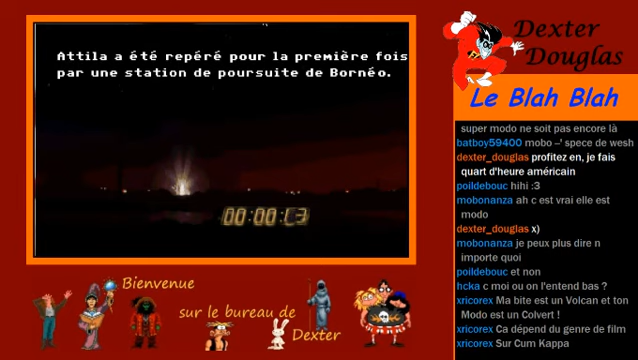 Attila a été repéré pour la première fois
par une station de poursuite de Bornéo.
Dexter
Douglas
Le Blah Blah
super modo ne soit pas encore là
batboy59400 mobo –' spece de wesh
dexter_douglas profitez en, je fais
quart d'heure américain
poildebouc hihi :3
mobonanza ah c est vrai elle est
modo
dexter_douglas x)
mobonanza je peux plus dire n
importe quoi
poildebouc et non
hcka c moi ou on l'entend bas ?
xricorex Ma bite est un Volcan et ton
Modo est un Colvert !
xricorex Ca dépend du genre de film
xricorex Sur Cum Kappa
Bienvenue
sur le bureau de
Dexter